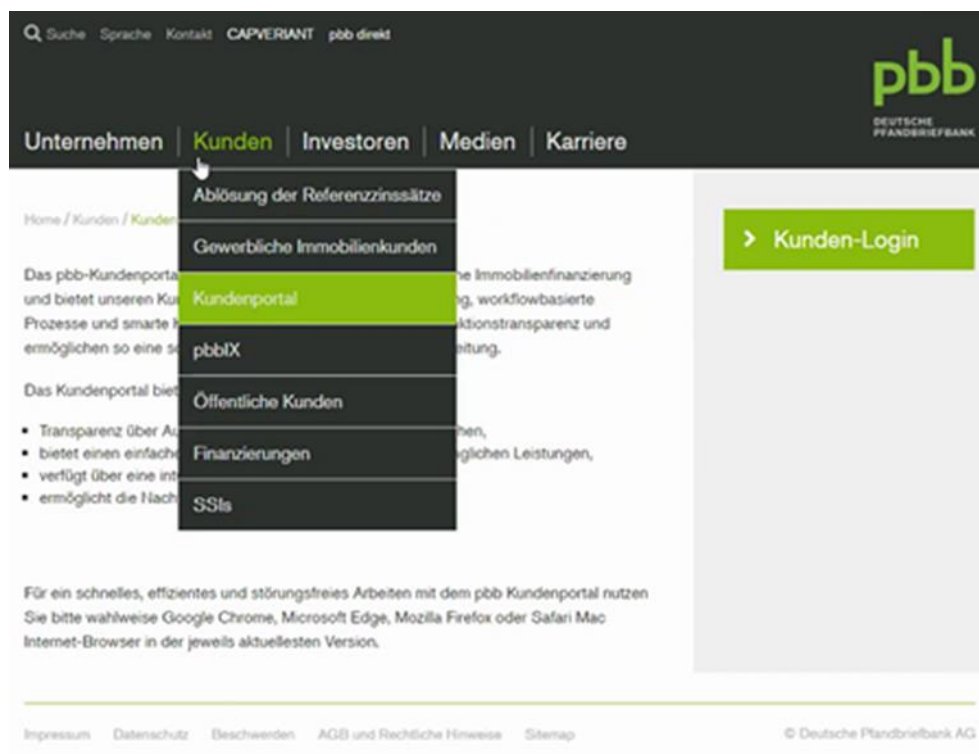 Suche Sprache Kontakt CAPVERIANT pbb direkt
pbb
DEUTSCHE
PFANDBRIEFBANK
Unternehmen Kunden Investoren Medien Karriere
Ablösung der Referenzzinssätze
Gewerbliche Immobilienkunden
Kundenportal
pbbIX
Öffentliche Kunden
Finanzierungen
SSIs
Kunden-Login
Home / Kunden / Kunden
Das pbb-Kundenporta he Immobilienfinanzierung
und bietet unseren Ku ng, workflowbasierte
Prozesse und smarte ktionstransparenz und
ermöglichen so eine s eitung.
Das Kundenportal biet
Transparenz über Au hen,
bietet einen einfache glichen Leistungen,
verfügt über eine int
ermöglicht die Nach
Für ein schnelles, effizientes und störungsfreies Arbeiten mit dem pbb Kundenportal nutzen
Sie bitte wahlweise Google Chrome, Microsoft Edge, Mozilla Firefox oder Safari Mac
Internet-Browser in der jeweils aktuellesten Version.
Impressum Datenschutz Beschwerden AGB und Rechtliche Hinweise Sitemap © Deutsche Pfandbriefbank AG